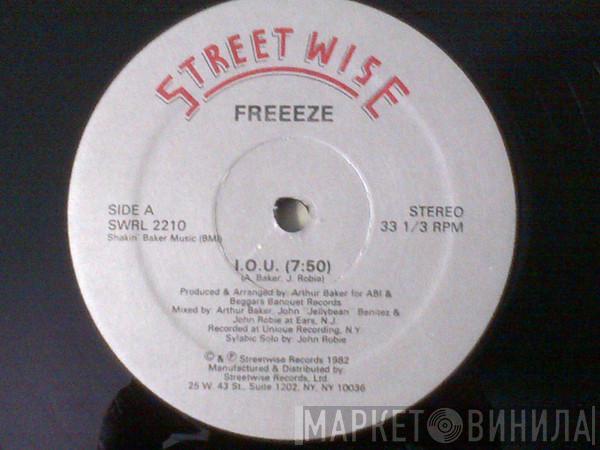 STREETWISE
FREEEZE
SIDE A
SWRL 2210
Shakin' Baker Music (BMI)
STEREO
33 1/3 RPM
I.O.U. (7:50)
(A. Baker, J. Robie)
Produced & Arranged by: Arthur Baker for ABI &
Beggars Banquet Records
Mixed by: Arthur Baker, John "Jellybean" Benitez &
John Robie at Ears, N.J.
Recorded at Unique Recording, N.Y.
Sylabic Solo by: John Robie
© & Ⓟ Streetwise Records 1982
Manufactured & Distributed by:
Streetwise Records, Ltd.
25 W. 43 St., Suite 1202, NY, NY 10036
МАРКЕТ ВИНИЛА